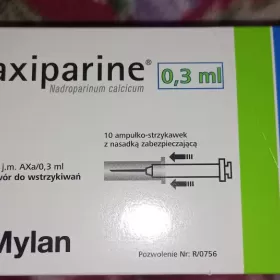 axiparine® 0,3 ml
Nadroparinum calcicum
10 ampułko-strzykawek
z nasadką zabezpieczającą
j.m. AXa/0,3 ml
wór do wstrzykiwań
Mylan
Pozwolenie Nr: R/0756